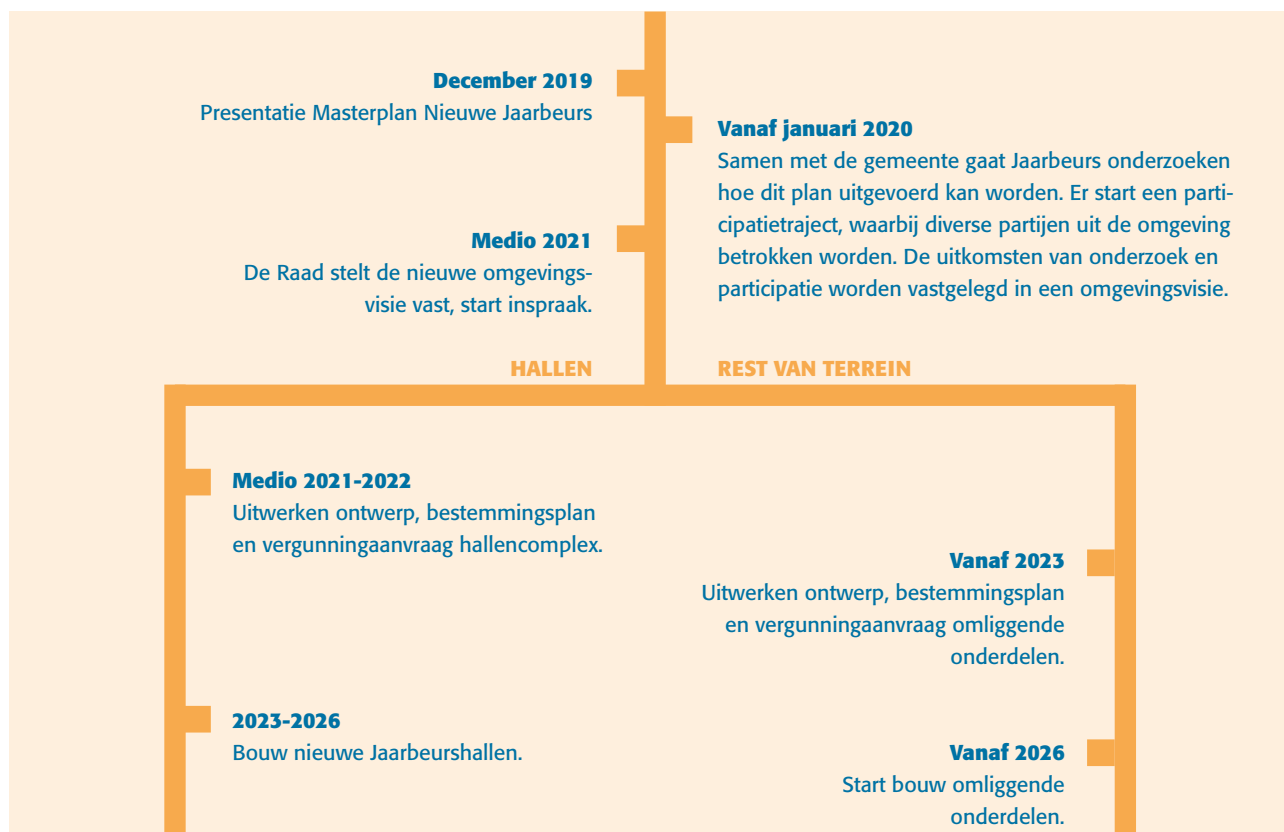 December 2019
Presentatie Masterplan Nieuwe Jaarbeurs
Vanaf januari 2020
Samen met de gemeente gaat Jaarbeurs onderzoeken
hoe dit plan uitgevoerd kan worden. Er start een parti-
cipatietraject, waarbij diverse partijen uit de omgeving
betrokken worden. De uitkomsten van onderzoek en
participatie worden vastgelegd in een omgevingsvisie.
Medio 2021
De Raad stelt de nieuwe omgevings-
visie vast, start inspraak.
HALLEN
REST VAN TERREIN
Medio 2021-2022
Uitwerken ontwerp, bestemmingsplan
en vergunningaanvraag hallencomplex.
Vanaf 2023
Uitwerken ontwerp, bestemmingsplan
en vergunningaanvraag omliggende
onderdelen.
2023-2026
Bouw nieuwe Jaarbeurshallen.
Vanaf 2026
Start bouw omliggende
onderdelen.